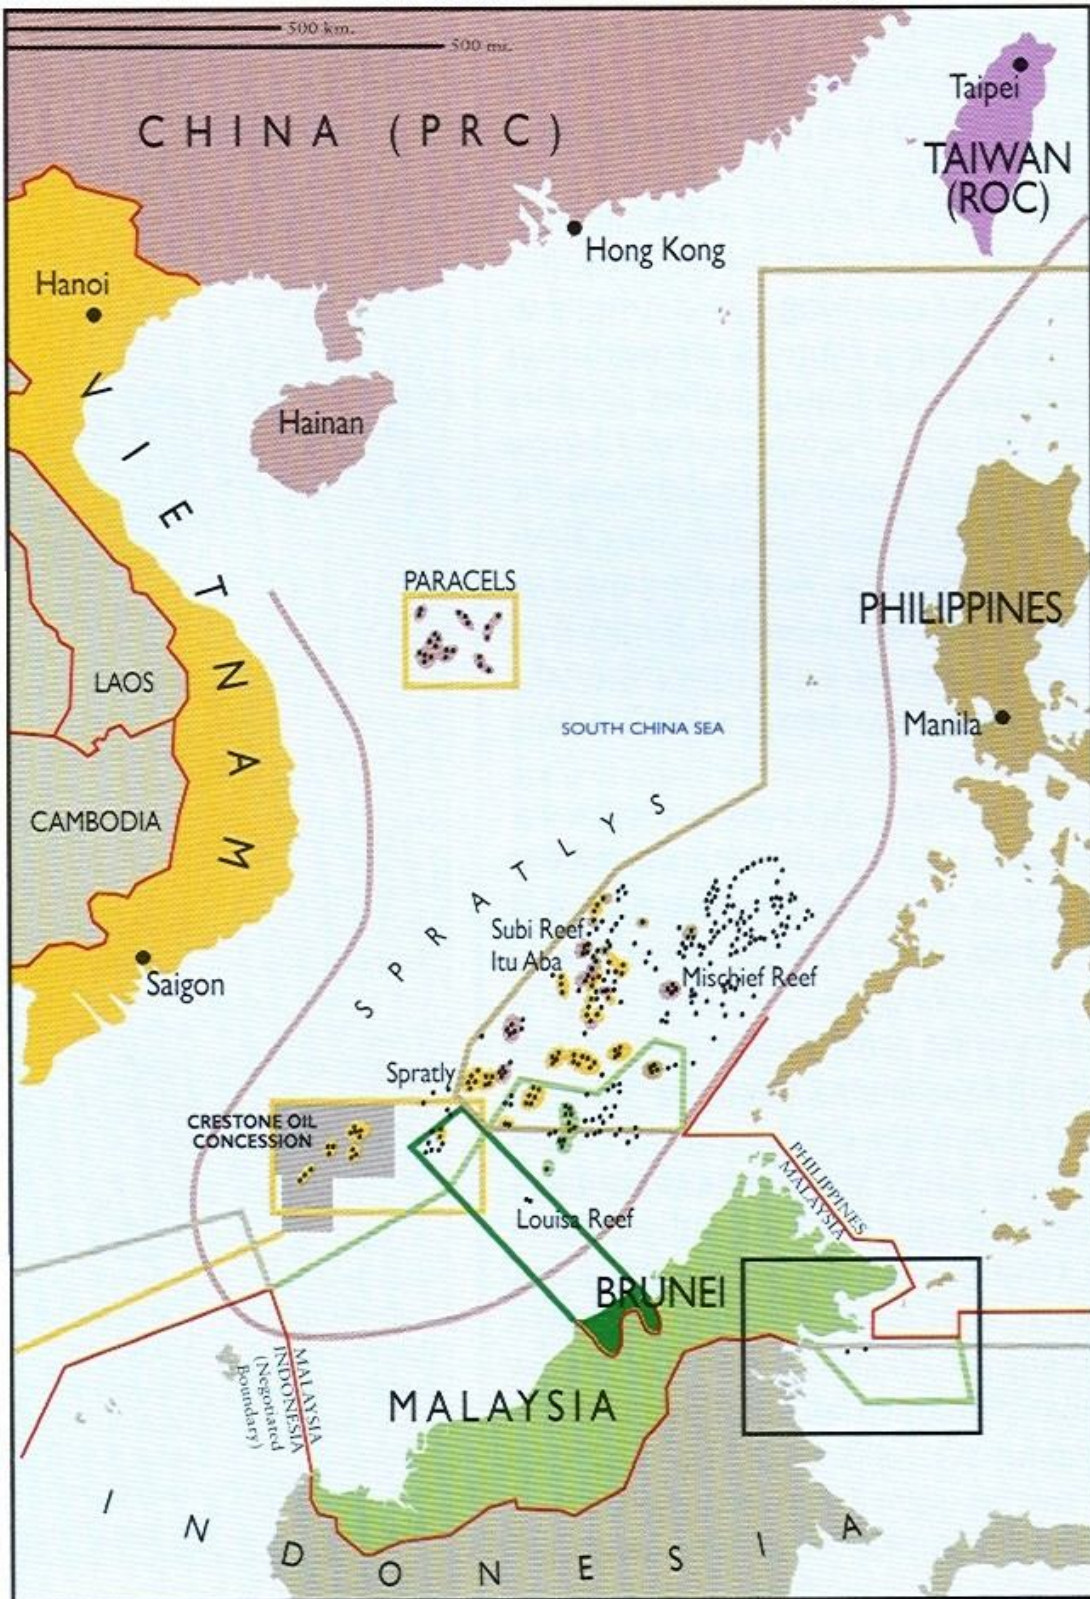 500 km.
500 mi.
CHINA (PRC)
Taipei
TAIWAN
(ROC)
Hong Kong
Hanoi
VIETNAM
Hainan
PARACELS
PHILIPPINES
LAOS
SOUTH CHINA SEA
Manila
CAMBODIA
SPRATLYS
Subi Reef
Itu Aba
Mischief Reef
Saigon
Spratly
CRESTONE OIL
CONCESSION
PHILIPPINES
MALAYSIA
Louisa Reef
BRUNEI
MALAYSIA
INDONESIA
(Negotiated
Boundary)
MALAYSIA
INDONESIA